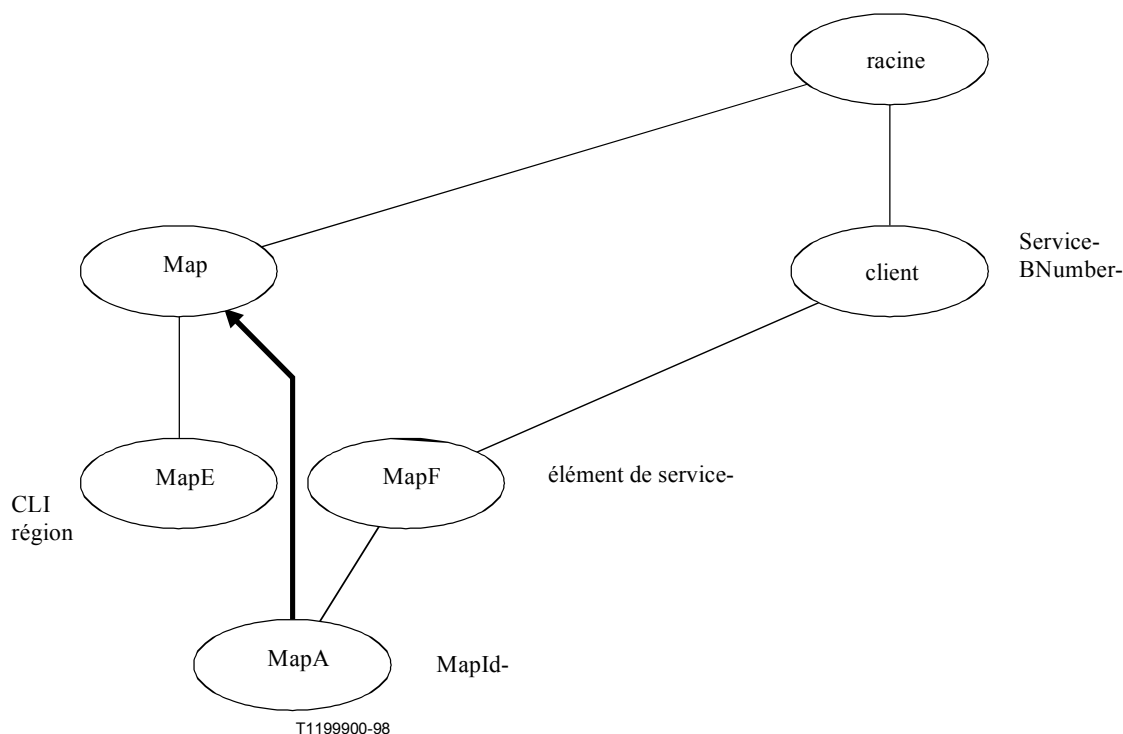 racine
Map
client
Service-
BNumber-
MapE
MapF
élément de service-
CLI
région
MapA
MapId-
T1199900-98